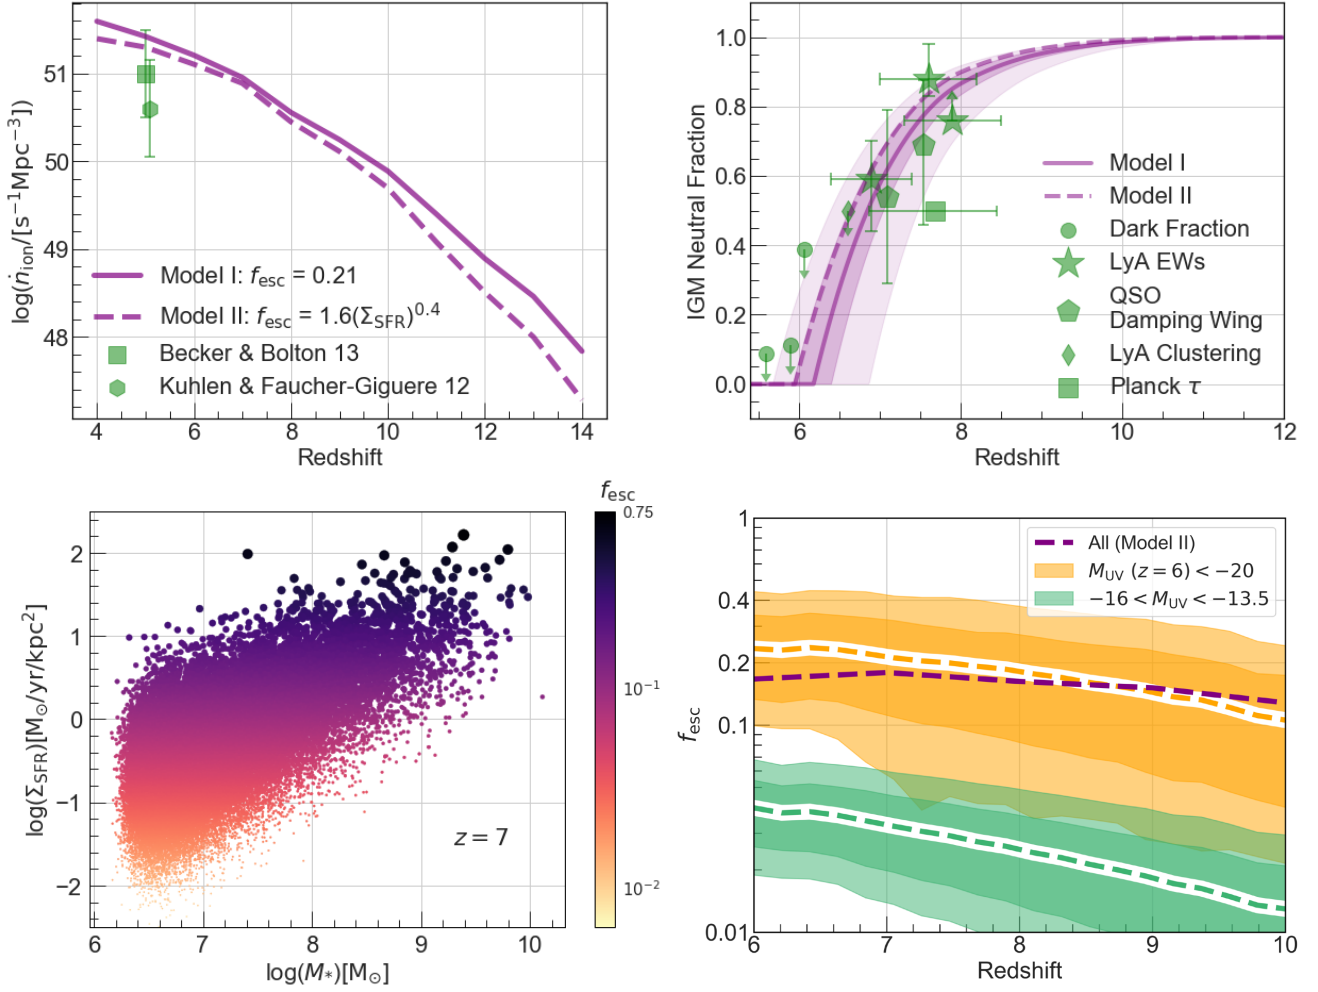 log(ṅion/[s⁻¹Mpc⁻³])
51
50
49
48
Model I: fesc = 0.21
Model II: fesc = 1.6(ΣSFR)^0.4
Becker & Bolton 13
Kuhlen & Faucher-Giguere 12
4 6 8 10 12 14
Redshift
IGM Neutral Fraction
1.0
0.8
0.6
0.4
0.2
0.0
Model I
Model II
Dark Fraction
LyA EWs
QSO
Damping Wing
LyA Clustering
Planck τ
6 8 10 12
Redshift
log(ΣSFR)[M⊙/yr/kpc²]
2
1
0
−1
−2
z = 7
6 7 8 9 10
log(M*)[M⊙]
fesc
0.75
10⁻¹
10⁻²
fesc
1
0.4
0.2
0.1
0.01
All (Model II)
MUV (z = 6) < −20
−16 < MUV < −13.5
6 7 8 9 10
Redshift